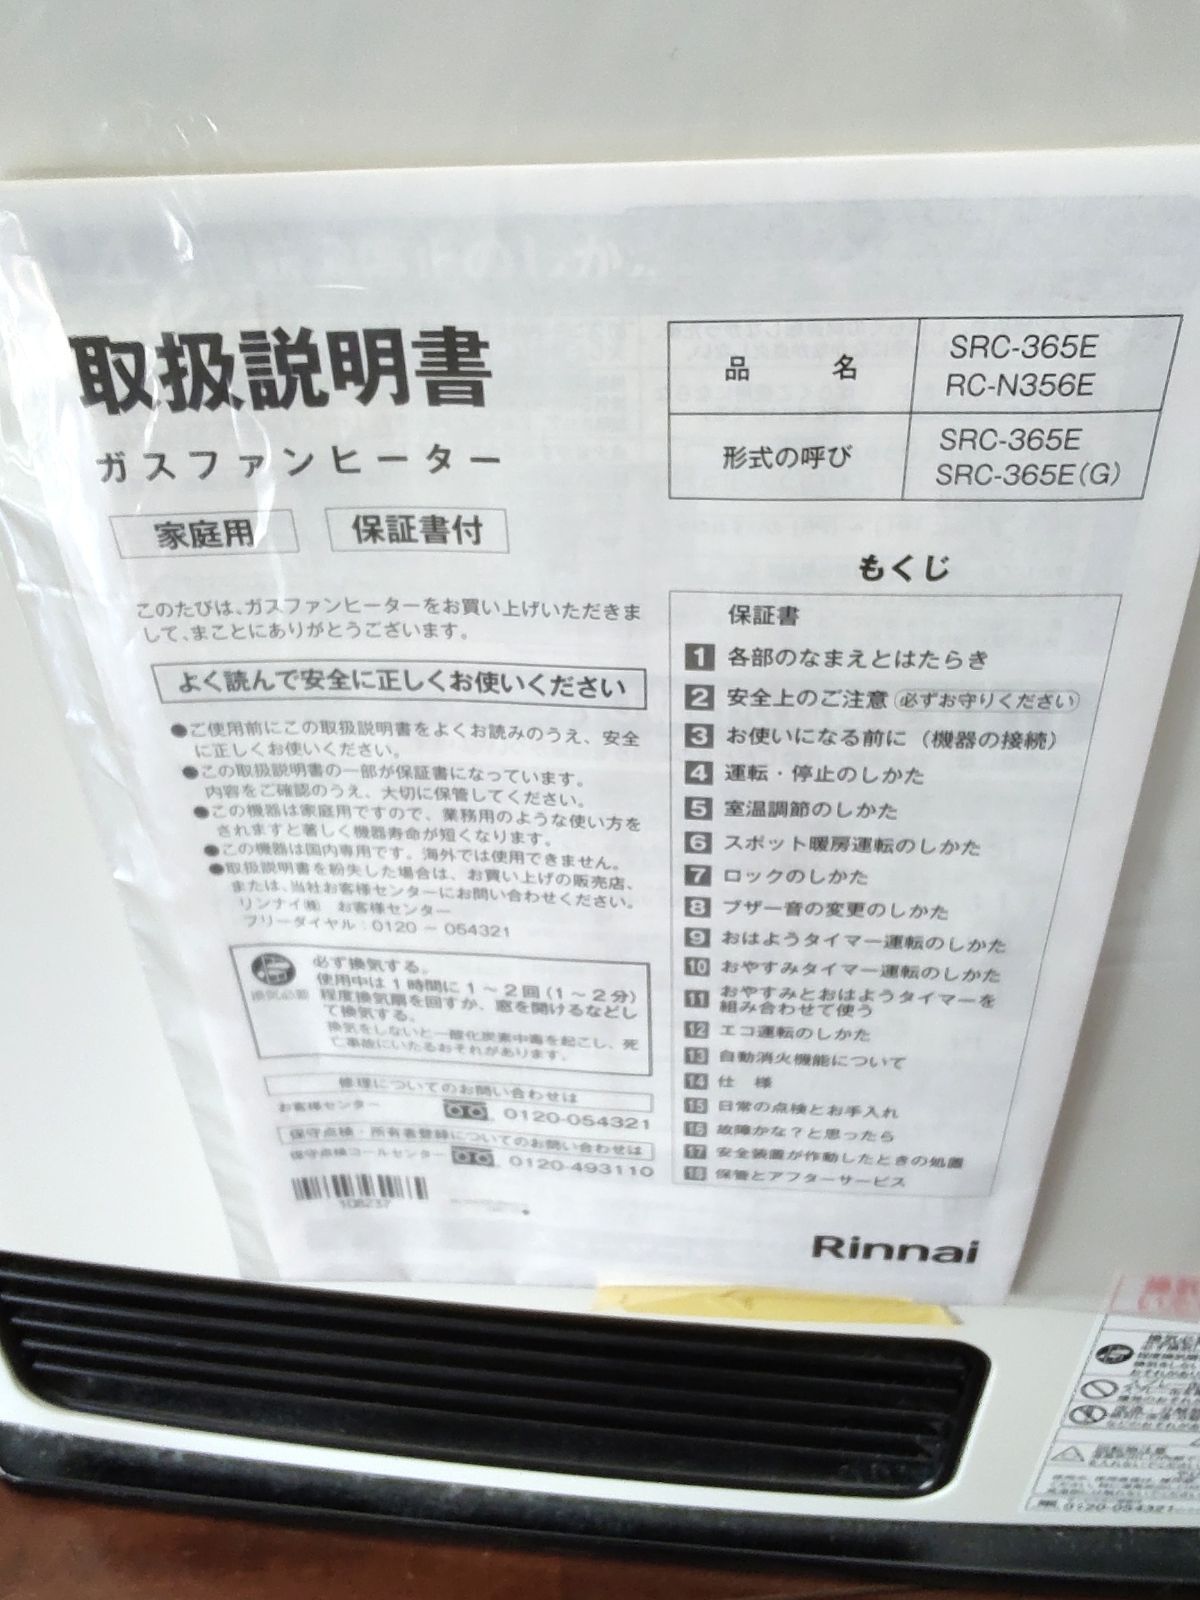 取扱説明書
ガスファンヒーター
家庭用 保証書付
品名 SRC-365E
RC-N356E
形式の呼び SRC-365E
SRC-365E(G)
このたびは、ガスファンヒーターをお買い上げいただきま
して、まことにありがとうございます。
よく読んで安全に正しくお使いください
●ご使用前にこの取扱説明書をよくお読みのうえ、安全
に正しくお使いください。
●この取扱説明書の一部が保証書になっています。
内容をご確認のうえ、大切に保管してください。
●この機器は家庭用ですので、業務用のような使い方を
されますと著しく機器寿命が短くなります。
●この機器は国内専用です。海外では使用できません。
●取扱説明書を紛失した場合は、お買い上げの販売店、
または、当社お客様センターにお問い合わせください。
リンナイ㈱ お客様センター
フリーダイヤル:0120-054321
換気必要
必ず換気する。
使用中は1時間に1~2回(1~2分)
程度換気扇を回すか、窓を開けるなどし
て換気する。
換気をしないと一酸化炭素中毒を起こし、死
亡事故にいたるおそれがあります。
修理についてのお問い合わせは
お客様センター 0120-054321
保守点検・所有者登録についてのお問い合わせは
保守点検コールセンター 0120-493110
108237
もくじ
保証書
1 各部のなまえとはたらき
2 安全上のご注意 必ずお守りください
3 お使いになる前に(機器の接続)
4 運転・停止のしかた
5 室温調節のしかた
6 スポット暖房運転のしかた
7 ロックのしかた
8 ブザー音の変更のしかた
9 おはようタイマー運転のしかた
10 おやすみタイマー運転のしかた
11 おやすみとおはようタイマーを
組み合わせて使う
12 エコ運転のしかた
13 自動消火機能について
14 仕様
15 日常の点検とお手入れ
16 故障かな?と思ったら
17 安全装置が作動したときの処置
18 保管とアフターサービス
Rinnai
0120-054321